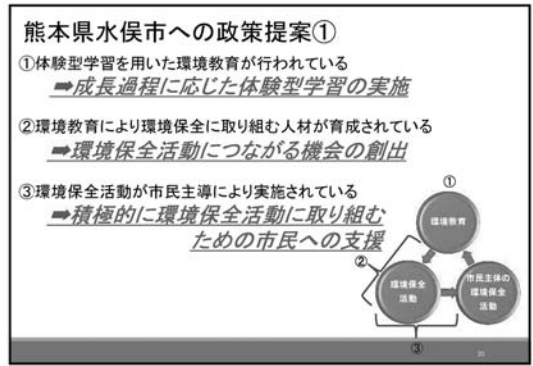 熊本県水俣市への政策提案①
①体験型学習を用いた環境教育が行われている
➡成長過程に応じた体験型学習の実施
②環境教育により環境保全に取り組む人材が育成されている
➡環境保全活動につながる機会の創出
③環境保全活動が市民主導により実施されている
➡積極的に環境保全活動に取り組む
ための市民への支援
①
環境教育
②
環境保全
活動
市民主体の
環境保全
活動
③